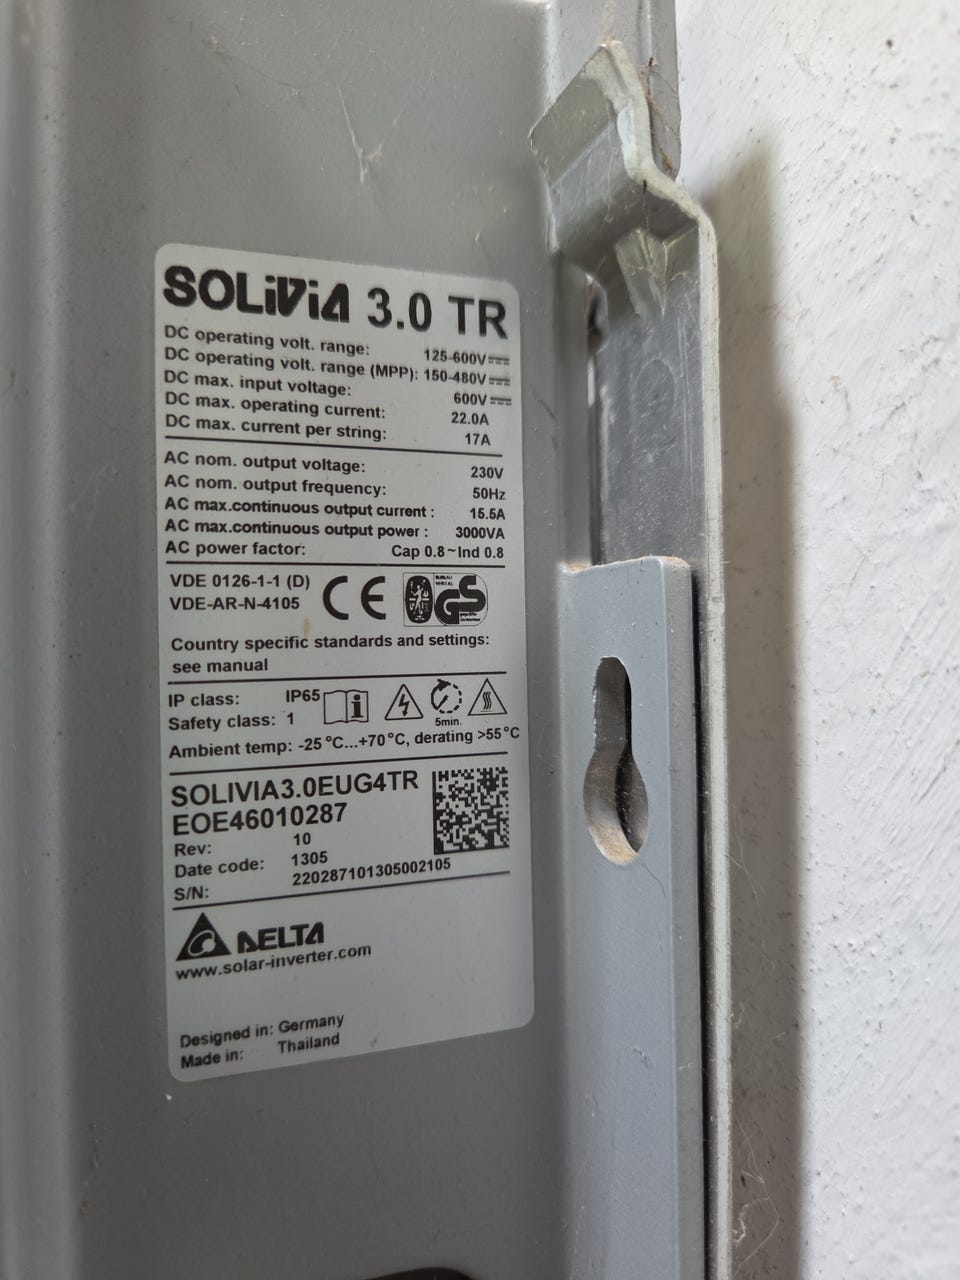 SOLiViA 3.0 TR
DC operating volt. range: 125-600V
DC operating volt. range (MPP): 150-480V
DC max. input voltage: 600V
DC max. operating current: 22.0A
DC max. current per string: 17A
AC nom. output voltage: 230V
AC nom. output frequency: 50Hz
AC max.continuous output current : 15.5A
AC max.continuous output power : 3000VA
AC power factor: Cap 0.8~Ind 0.8
VDE 0126-1-1 (D)
VDE-AR-N-4105
CE
GS
Country specific standards and settings:
see manual
IP class: IP65
Safety class: 1
5min.
Ambient temp: -25°C...+70°C, derating >55°C
SOLIVIA3.0EUG4TR
EOE46010287
Rev: 10
Date code: 1305
S/N: 220287101305002105
DELTA
www.solar-inverter.com
Designed in: Germany
Made in: Thailand